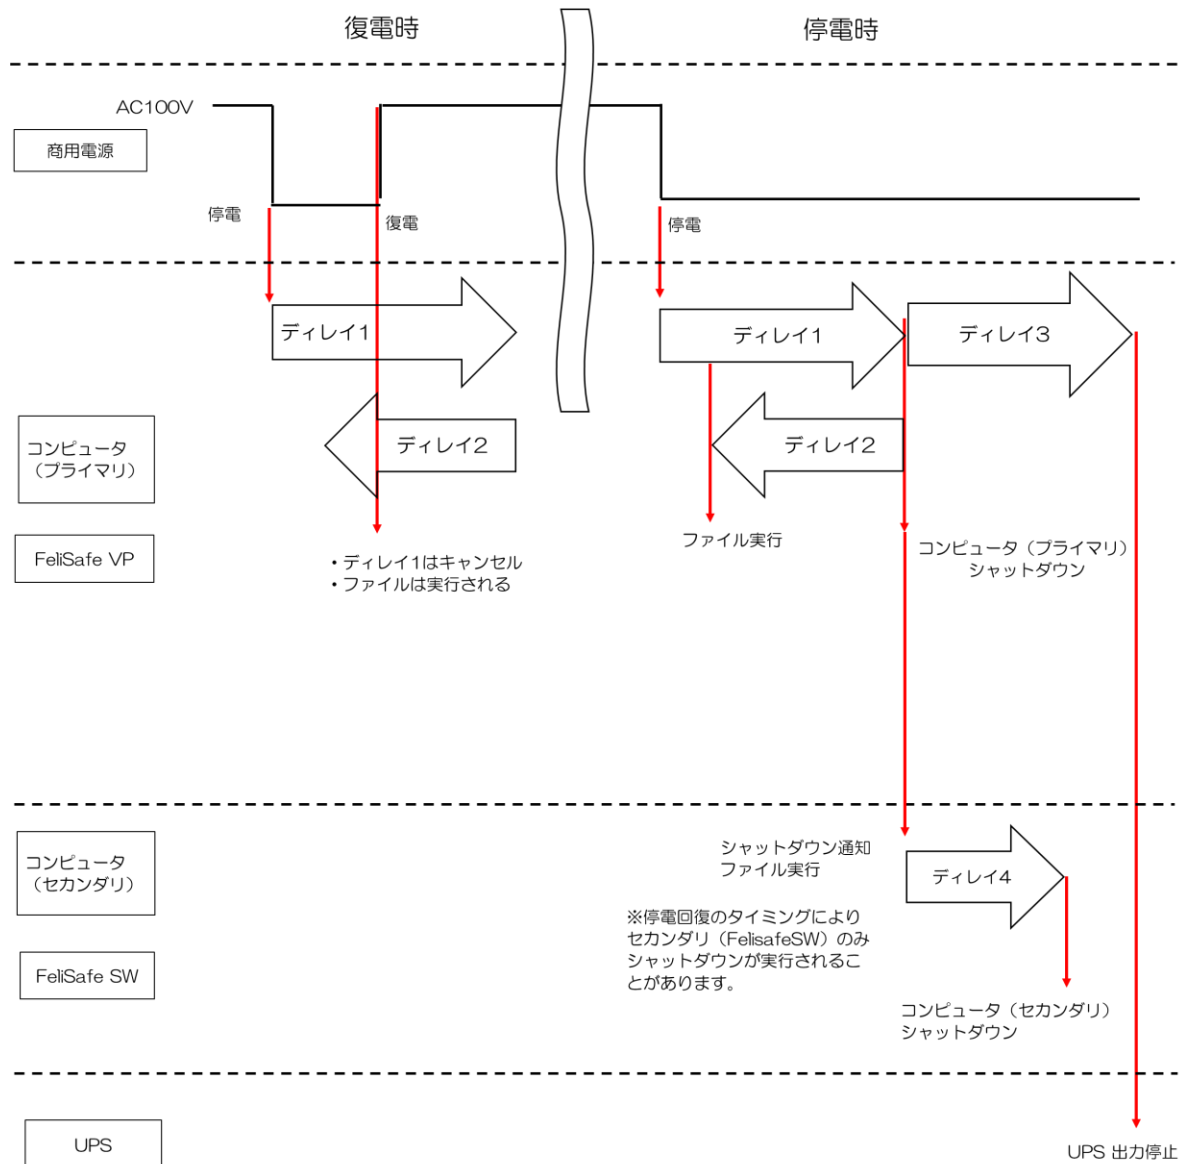 復電時
停電時
AC100V
商用電源
停電
復電
停電
ディレイ1
ディレイ1
ディレイ3
コンピュータ
（プライマリ）
ディレイ2
ディレイ2
FeliSafe VP
・ディレイ1はキャンセル
・ファイルは実行される
ファイル実行
コンピュータ（プライマリ）
シャットダウン
コンピュータ
（セカンダリ）
シャットダウン通知
ファイル実行
ディレイ4
※停電回復のタイミングにより
セカンダリ（FelisafeSW）のみ
シャットダウンが実行されるこ
とがあります。
FeliSafe SW
コンピュータ（セカンダリ）
シャットダウン
UPS
UPS 出力停止